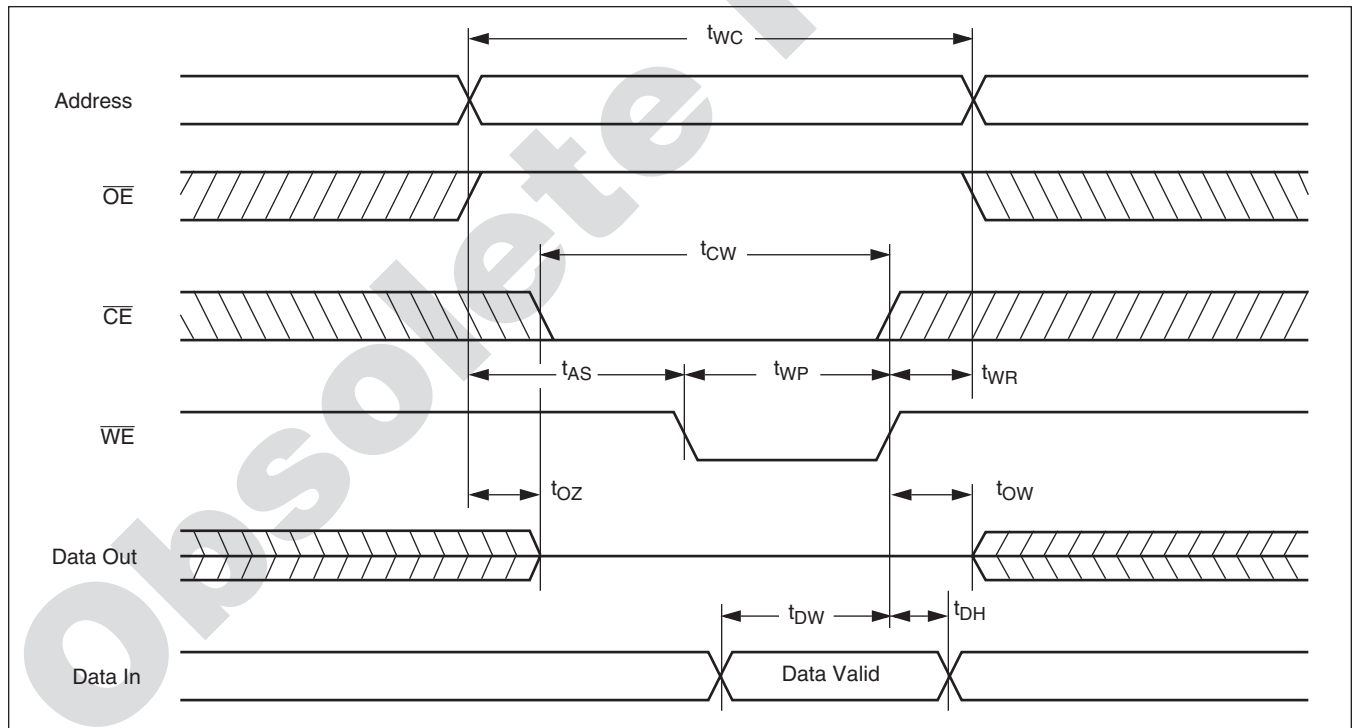 tWC
Address
OE
tCW
CE
tAS
tWP
tWR
WE
tOZ
tOW
Data Out
tDW
tDH
Data In
Data Valid
Obsolete